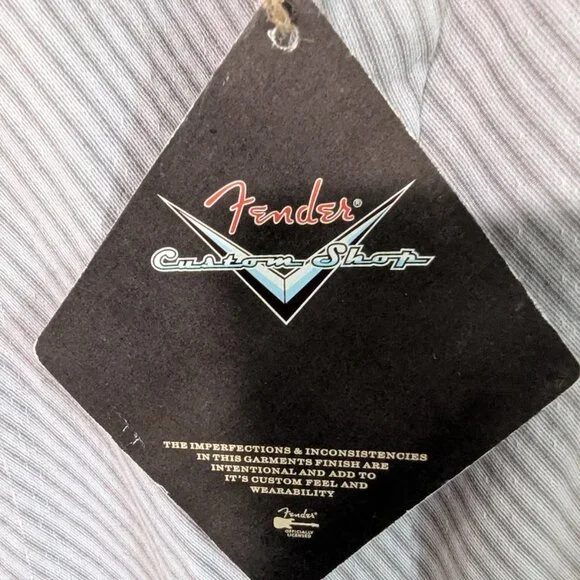 Fender®
Custom Shop
THE IMPERFECTIONS & INCONSISTENCIES
IN THIS GARMENTS FINISH ARE
INTENTIONAL AND ADD TO
IT'S CUSTOM FEEL AND
WEARABILITY
Fender®
OFFICIALLY
LICENSED